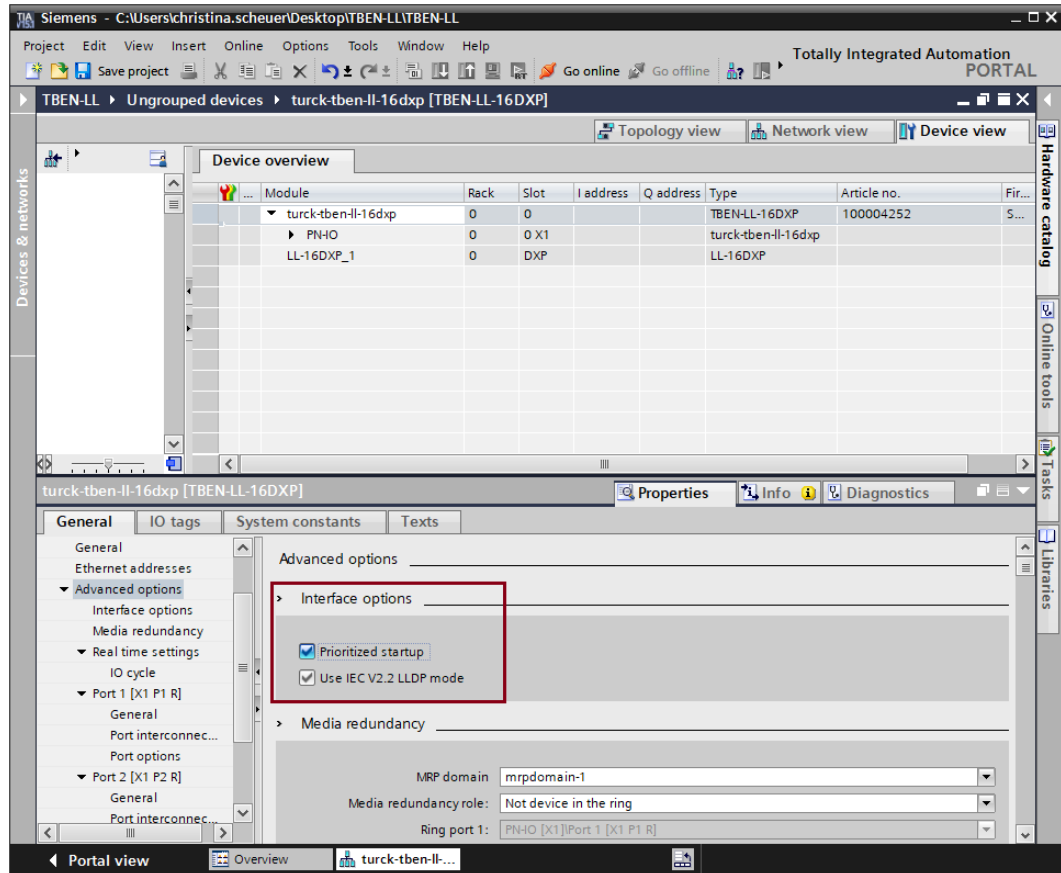 Siemens - C:\Users\christina.scheuer\Desktop\TBEN-LL\TBEN-LL
Project Edit View Insert Online Options Tools Window Help
Totally Integrated Automation
PORTAL
Save project Go online Go offline
TBEN-LL Ungrouped devices turck-tben-ll-16dxp [TBEN-LL-16DXP]
Topology view Network view Device view
Device overview
... Module Rack Slot I address Q address Type Article no. Fir...
turck-tben-ll-16dxp 0 0 TBEN-LL-16DXP 100004252 S...
PN-IO 0 0 X1 turck-tben-ll-16dxp
LL-16DXP_1 0 DXP LL-16DXP
Devices & networks
Hardware catalog
Online tools
Tasks
Libraries
turck-tben-ll-16dxp [TBEN-LL-16DXP]
Properties Info Diagnostics
General IO tags System constants Texts
General
Ethernet addresses
Advanced options
Interface options
Media redundancy
Real time settings
IO cycle
Port 1 [X1 P1 R]
General
Port interconnec...
Port options
Port 2 [X1 P2 R]
General
Port interconnec...
Advanced options
Interface options
Prioritized startup
Use IEC V2.2 LLDP mode
Media redundancy
MRP domain mrpdomain-1
Media redundancy role: Not device in the ring
Ring port 1: PN-IO [X1]\Port 1 [X1 P1 R]
Portal view Overview turck-tben-ll-...